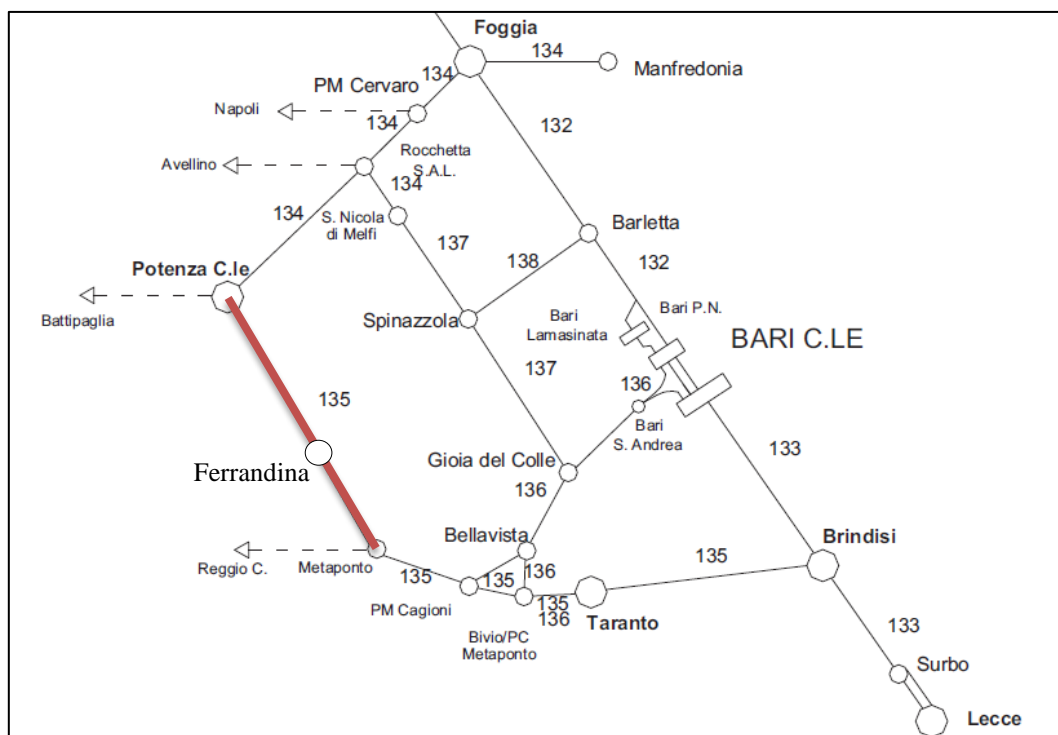 Foggia
134
Manfredonia
134
PM Cervaro
Napoli
134
132
Avellino
Rocchetta
S.A.L.
134
134
S. Nicola
di Melfi
Barletta
137
138
132
Potenza C.le
Battipaglia
Spinazzola
Bari
Lamasinata
Bari P.N.
BARI C.LE
137
136
135
Bari
S. Andrea
Ferrandina
Gioia del Colle
133
136
Bellavista
Brindisi
135
136
Reggio C.
Metaponto
135
135
PM Cagioni
135
136
Taranto
Bivio/PC
Metaponto
133
Surbo
Lecce